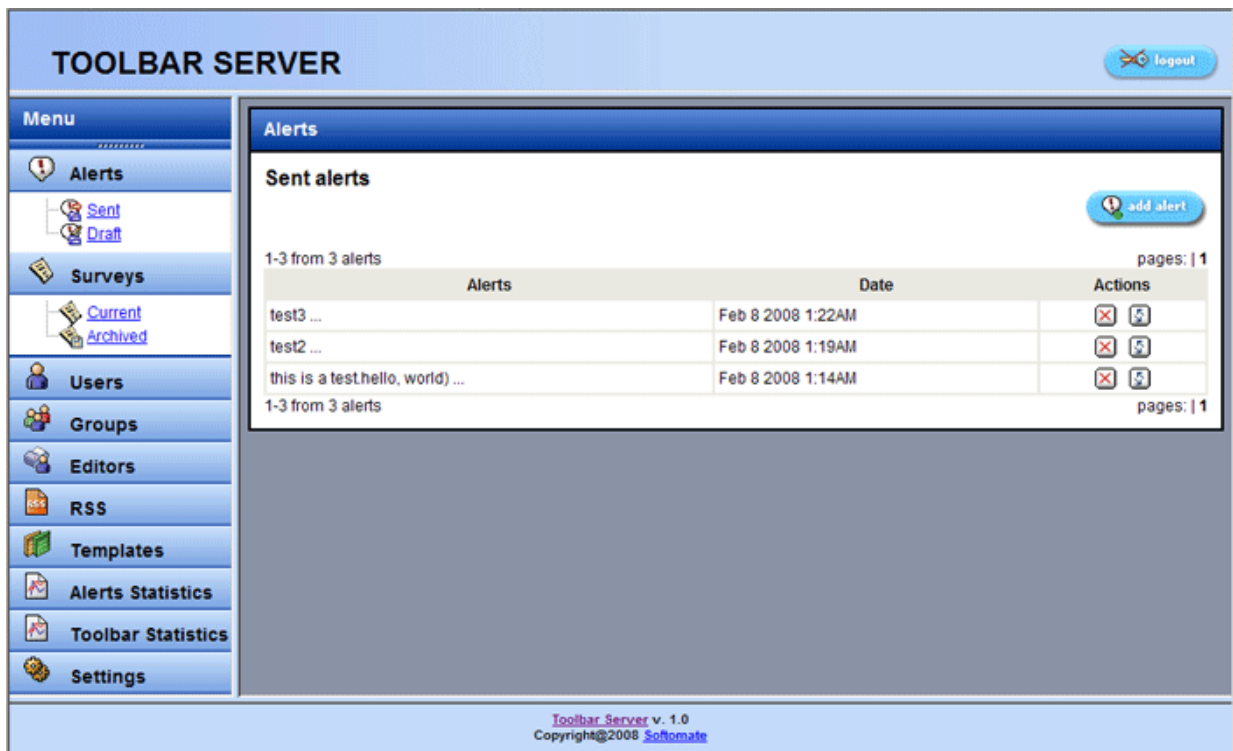 TOOLBAR SERVER
logout
Menu
Alerts
Sent
Draft
Surveys
Current
Archived
Users
Groups
Editors
RSS
Templates
Alerts Statistics
Toolbar Statistics
Settings
Alerts
Sent alerts
add alert
1-3 from 3 alerts pages: | 1
Alerts Date Actions
test3 ... Feb 8 2008 1:22AM
test2 ... Feb 8 2008 1:19AM
this is a test.hello, world) ... Feb 8 2008 1:14AM
1-3 from 3 alerts pages: | 1
Toolbar Server v. 1.0
Copyright@2008 Softomate